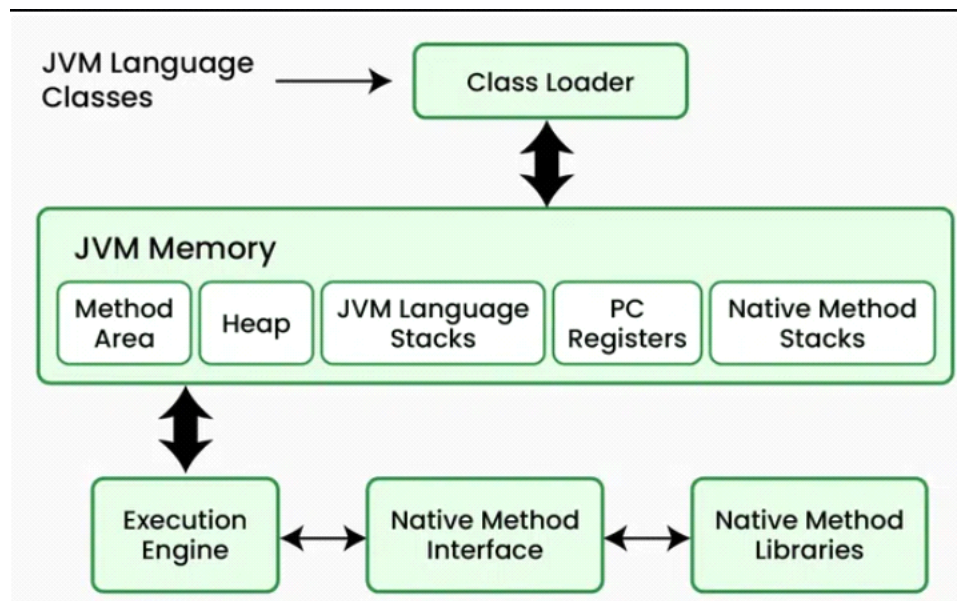 JVM Language
Classes
Class Loader
JVM Memory
Method
Area
Heap
JVM Language
Stacks
PC
Registers
Native Method
Stacks
Execution
Engine
Native Method
Interface
Native Method
Libraries